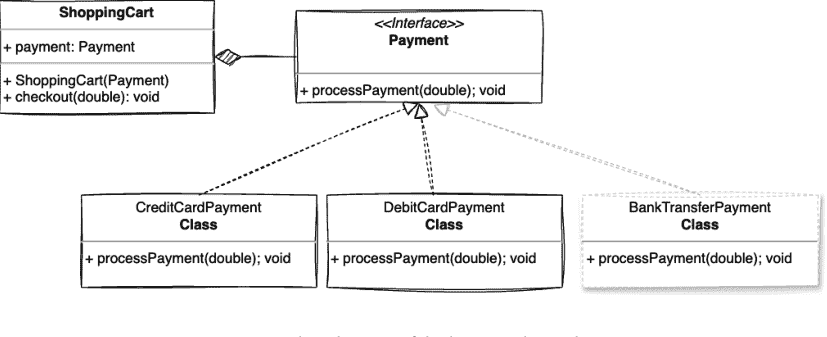 ShoppingCart
+ payment: Payment
+ ShoppingCart(Payment)
+ checkout(double): void
<<Interface>>
Payment
+ processPayment(double); void
CreditCardPayment
Class
+ processPayment(double); void
DebitCardPayment
Class
+ processPayment(double); void
BankTransferPayment
Class
+ processPayment(double); void